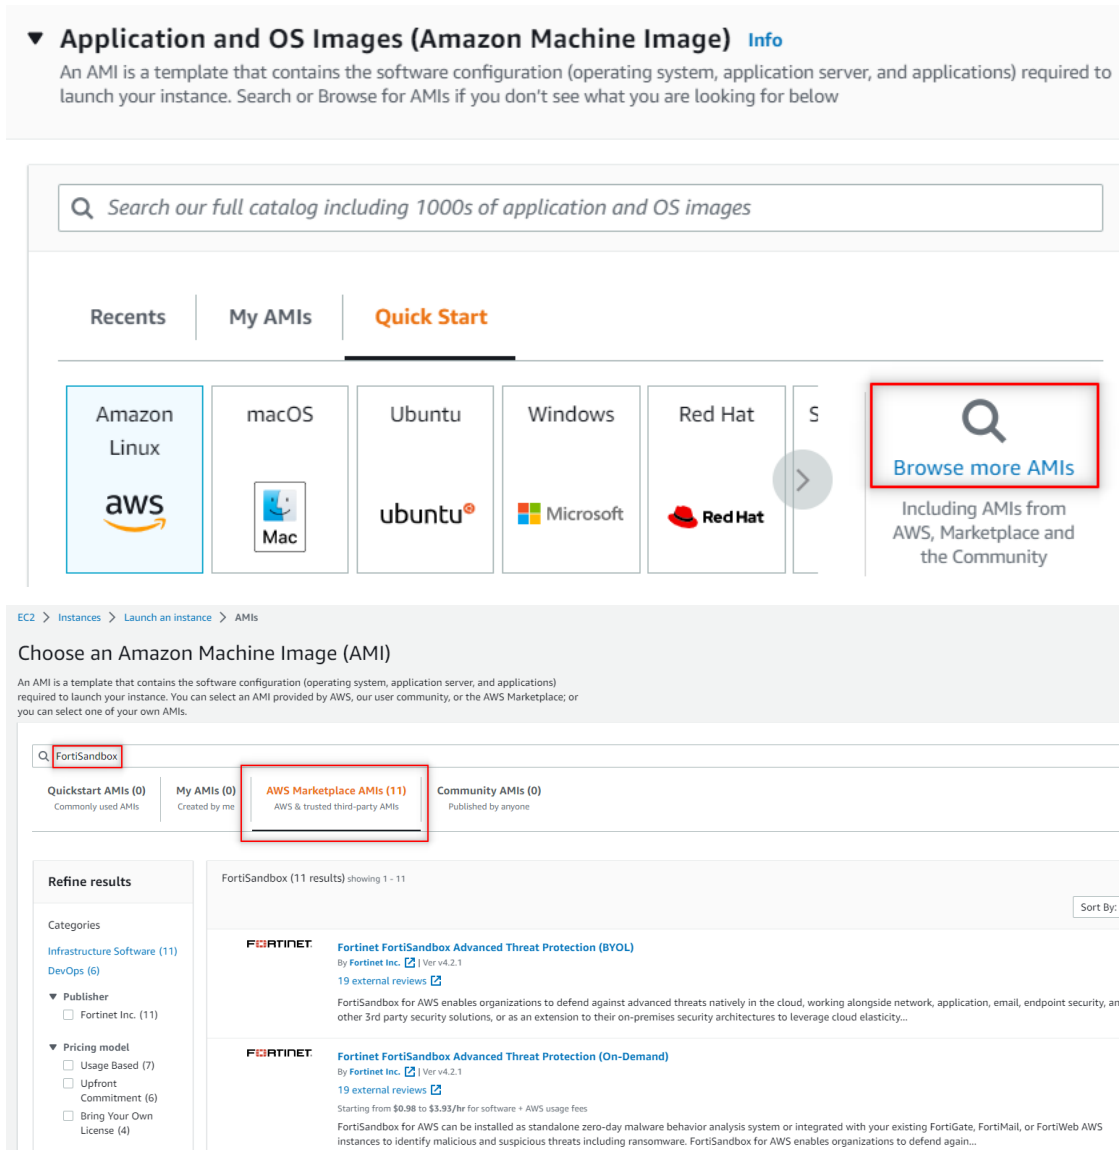 Application and OS Images (Amazon Machine Image) Info
An AMI is a template that contains the software configuration (operating system, application server, and applications) required to
launch your instance. Search or Browse for AMIs if you don't see what you are looking for below
Search our full catalog including 1000s of application and OS images
Recents My AMIs Quick Start
Amazon Linux
aws
macOS
Mac
Ubuntu
ubuntu
Windows
Microsoft
Red Hat
Red Hat
S
Browse more AMIs
Including AMIs from
AWS, Marketplace and
the Community
EC2 > Instances > Launch an instance > AMIs
Choose an Amazon Machine Image (AMI)
An AMI is a template that contains the software configuration (operating system, application server, and applications)
required to launch your instance. You can select an AMI provided by AWS, our user community, or the AWS Marketplace; or
you can select one of your own AMIs.
FortiSandbox
Quickstart AMIs (0)
Commonly used AMIs
My AMIs (0)
Created by me
AWS Marketplace AMIs (11)
AWS & trusted third-party AMIs
Community AMIs (0)
Published by anyone
Refine results
Categories
Infrastructure Software (11)
DevOps (6)
Publisher
Fortinet Inc. (11)
Pricing model
Usage Based (7)
Upfront
Commitment (6)
Bring Your Own
License (4)
FortiSandbox (11 results) showing 1 - 11
Sort By:
FORTINET
Fortinet FortiSandbox Advanced Threat Protection (BYOL)
By Fortinet Inc. | Ver v4.2.1
19 external reviews
FortiSandbox for AWS enables organizations to defend against advanced threats natively in the cloud, working alongside network, application, email, endpoint security, an
other 3rd party security solutions, or as an extension to their on-premises security architectures to leverage cloud elasticity...
FORTINET
Fortinet FortiSandbox Advanced Threat Protection (On-Demand)
By Fortinet Inc. | Ver v4.2.1
19 external reviews
Starting from $0.98 to $3.93/hr for software + AWS usage fees
FortiSandbox for AWS can be installed as standalone zero-day malware behavior analysis system or integrated with your existing FortiGate, FortiMail, or FortiWeb AWS
instances to identify malicious and suspicious threats including ransomware. FortiSandbox for AWS enables organizations to defend again...